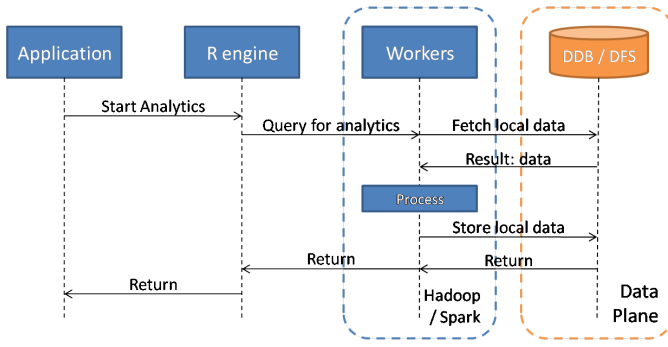 Application
R engine
Workers
DDB / DFS
Start Analytics
Query for analytics
Fetch local data
Result: data
Process
Store local data
Return
Return
Return
Hadoop
/ Spark
Data
Plane